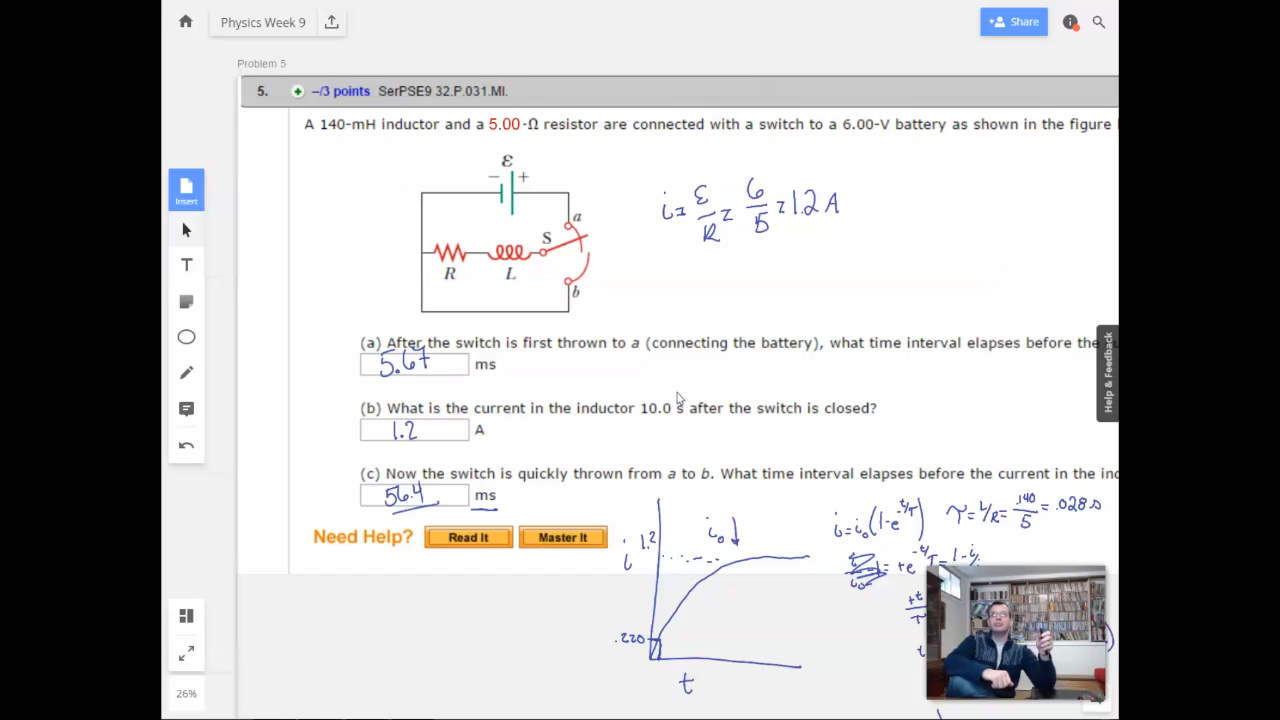 Physics Week 9
Share
Problem 5
5. –/3 points SerPSE9 32.P.031.MI.
A 140-mH inductor and a 5.00-Ω resistor are connected with a switch to a 6.00-V battery as shown in the figure
ε
− +
a
S
R L
b
i = ε/R = 6/5 = 1.2 A
Insert
T
(a) After the switch is first thrown to a (connecting the battery), what time interval elapses before the
5.67 ms
(b) What is the current in the inductor 10.0 s after the switch is closed?
1.2 A
(c) Now the switch is quickly thrown from a to b. What time interval elapses before the current in the
56.4 ms
Need Help? Read It Master It
Help & Feedback
i 1.2 i₀
i = i₀(1-e^-t/τ) τ = L/R = .140/5 = .028 s
.220
t
26%